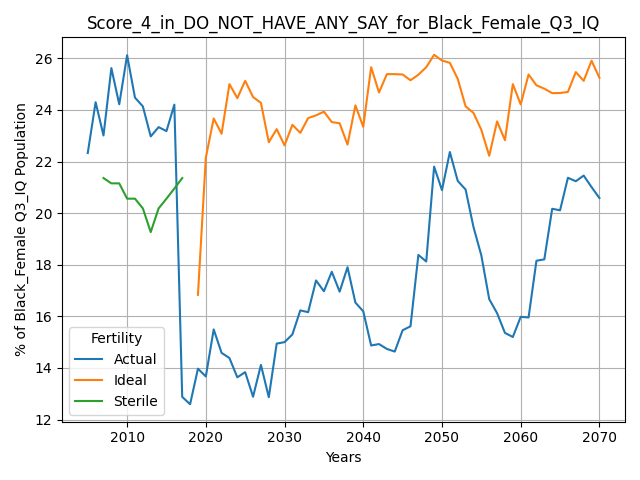 Score_4_in_DO_NOT_HAVE_ANY_SAY_for_Black_Female_Q3_IQ
% of Black_Female Q3_IQ Population
26
24
22
20
18
16
14
12
Fertility
Actual
Ideal
Sterile
2010 2020 2030 2040 2050 2060 2070
Years